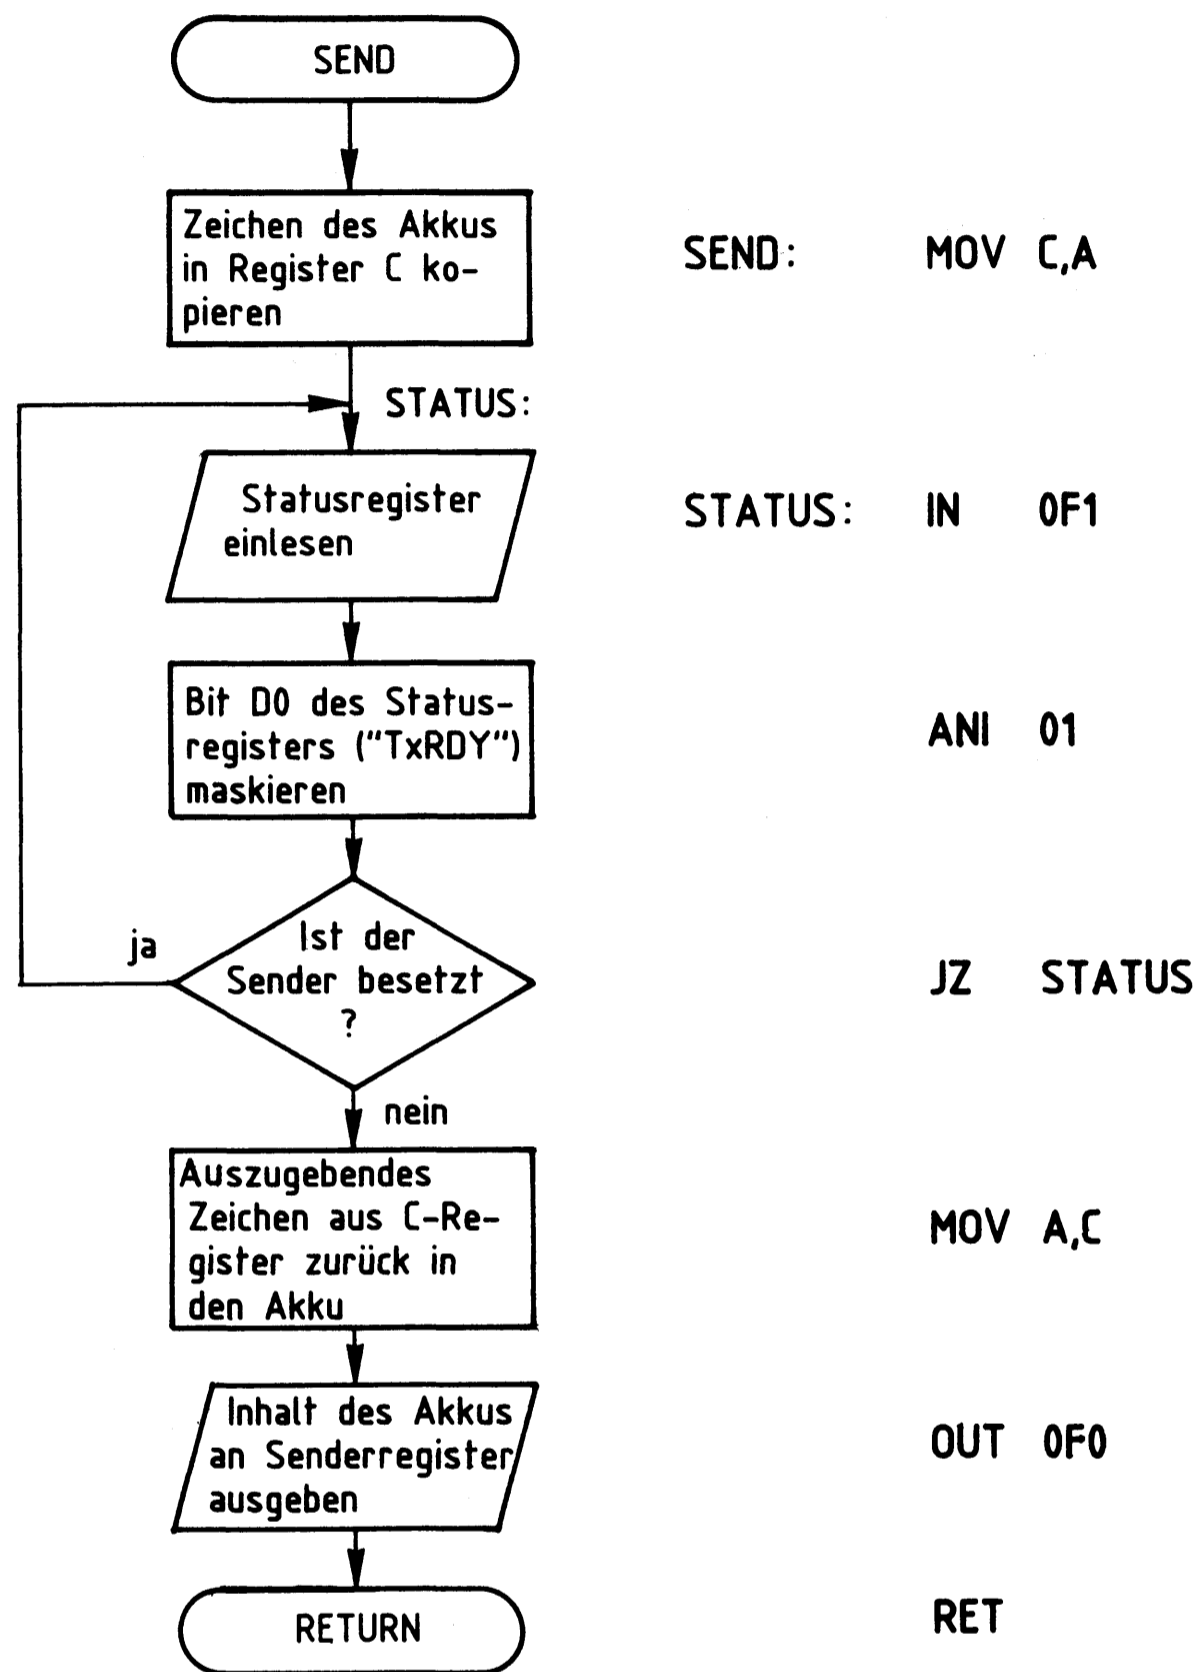 SEND
Zeichen des Akkus
in Register C ko-
pieren
SEND: MOV C,A
STATUS:
Statusregister
einlesen
STATUS: IN 0F1
Bit D0 des Status-
registers ("TxRDY")
maskieren
ANI 01
ja
Ist der
Sender besetzt
?
JZ STATUS
nein
Auszugebendes
Zeichen aus C-Re-
gister zurück in
den Akku
MOV A,C
Inhalt des Akkus
an Senderregister
ausgeben
OUT 0F0
RETURN
RET